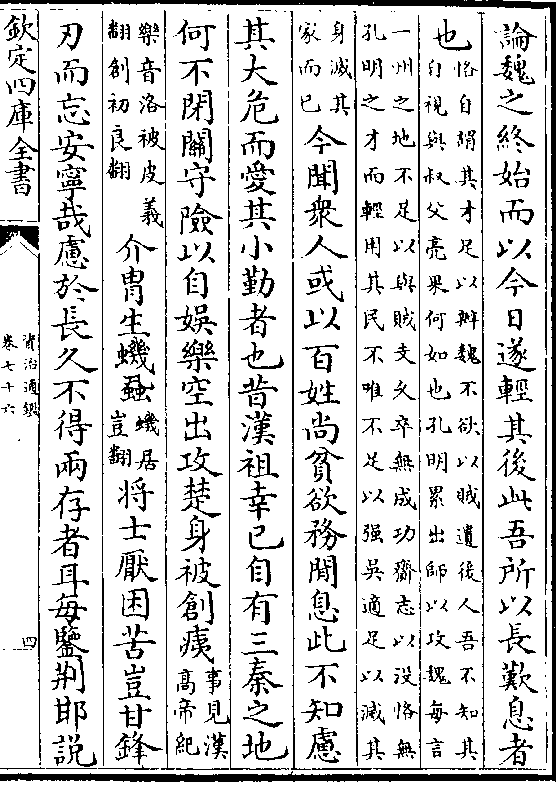 論魏之終始而以今日遂輕其後此吾所以長歎息者
也恪自謂其才足以辦魏不欲以賊遺後人吾不知其
自視與叔父亮果何如也孔明累出師以攻魏每言
一州之地不足以與賊支久卒無成功齎志以没恪無
孔明之才而輕用其民不唯不足以强吳適足以滅其
身滅其
家而已今聞衆人或以百姓尚貧欲務閒息此不知慮
其大危而愛其小勤者也昔漢祖幸已自有三秦之地
何不閉關守險以自娛樂空出攻楚身被創痍事見漢
高帝紀
樂音洛被皮義
翻創初良翻介胄生蟣蝨蟣居
豈翻將士厭困苦豈甘鋒
刃而忘安寧哉慮於長久不得兩存者耳每鑒荆邯説
欽定四庫全書
資治通鑑
卷七十六
四